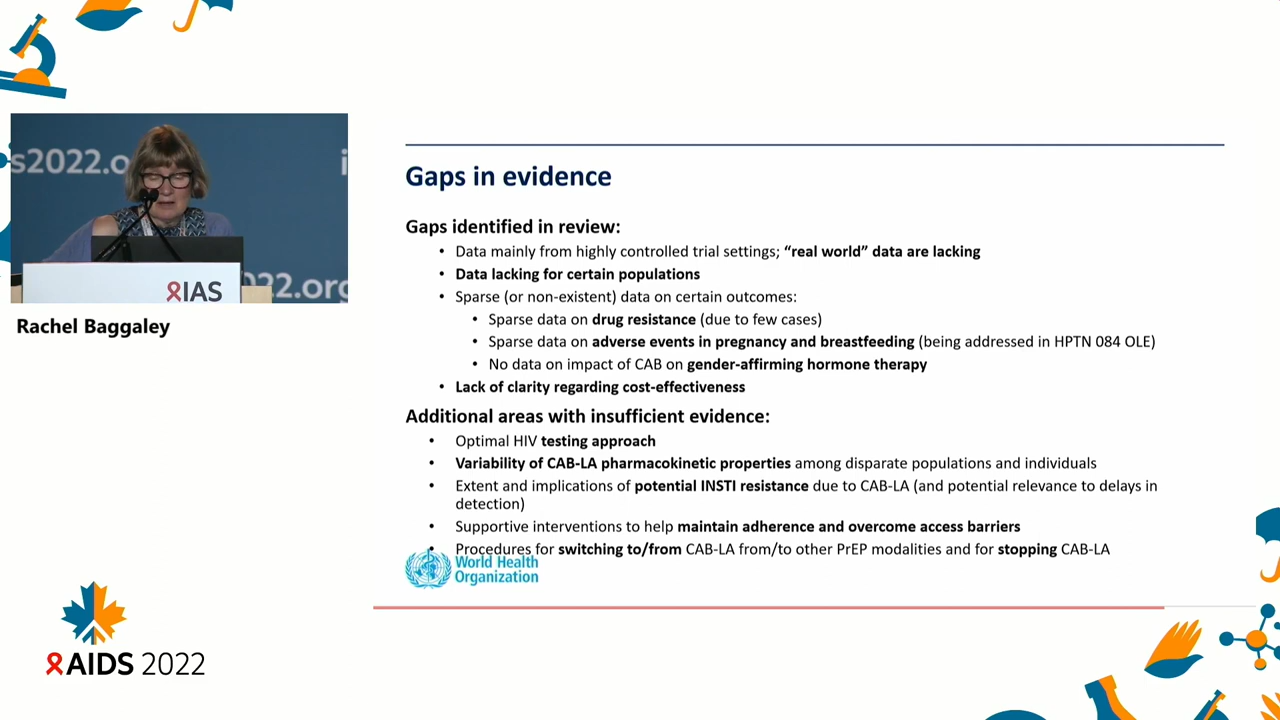 s2022.o
i
IAS
22.org
Rachel Baggaley
Gaps in evidence
Gaps identified in review:
• Data mainly from highly controlled trial settings; “real world” data are lacking
• Data lacking for certain populations
• Sparse (or non-existent) data on certain outcomes:
• Sparse data on drug resistance (due to few cases)
• Sparse data on adverse events in pregnancy and breastfeeding (being addressed in HPTN 084 OLE)
• No data on impact of CAB on gender-affirming hormone therapy
• Lack of clarity regarding cost-effectiveness
Additional areas with insufficient evidence:
• Optimal HIV testing approach
• Variability of CAB-LA pharmacokinetic properties among disparate populations and individuals
• Extent and implications of potential INSTI resistance due to CAB-LA (and potential relevance to delays in
detection)
• Supportive interventions to help maintain adherence and overcome access barriers
• Procedures for switching to/from CAB-LA from/to other PrEP modalities and for stopping CAB-LA
World Health
Organization
AIDS 2022